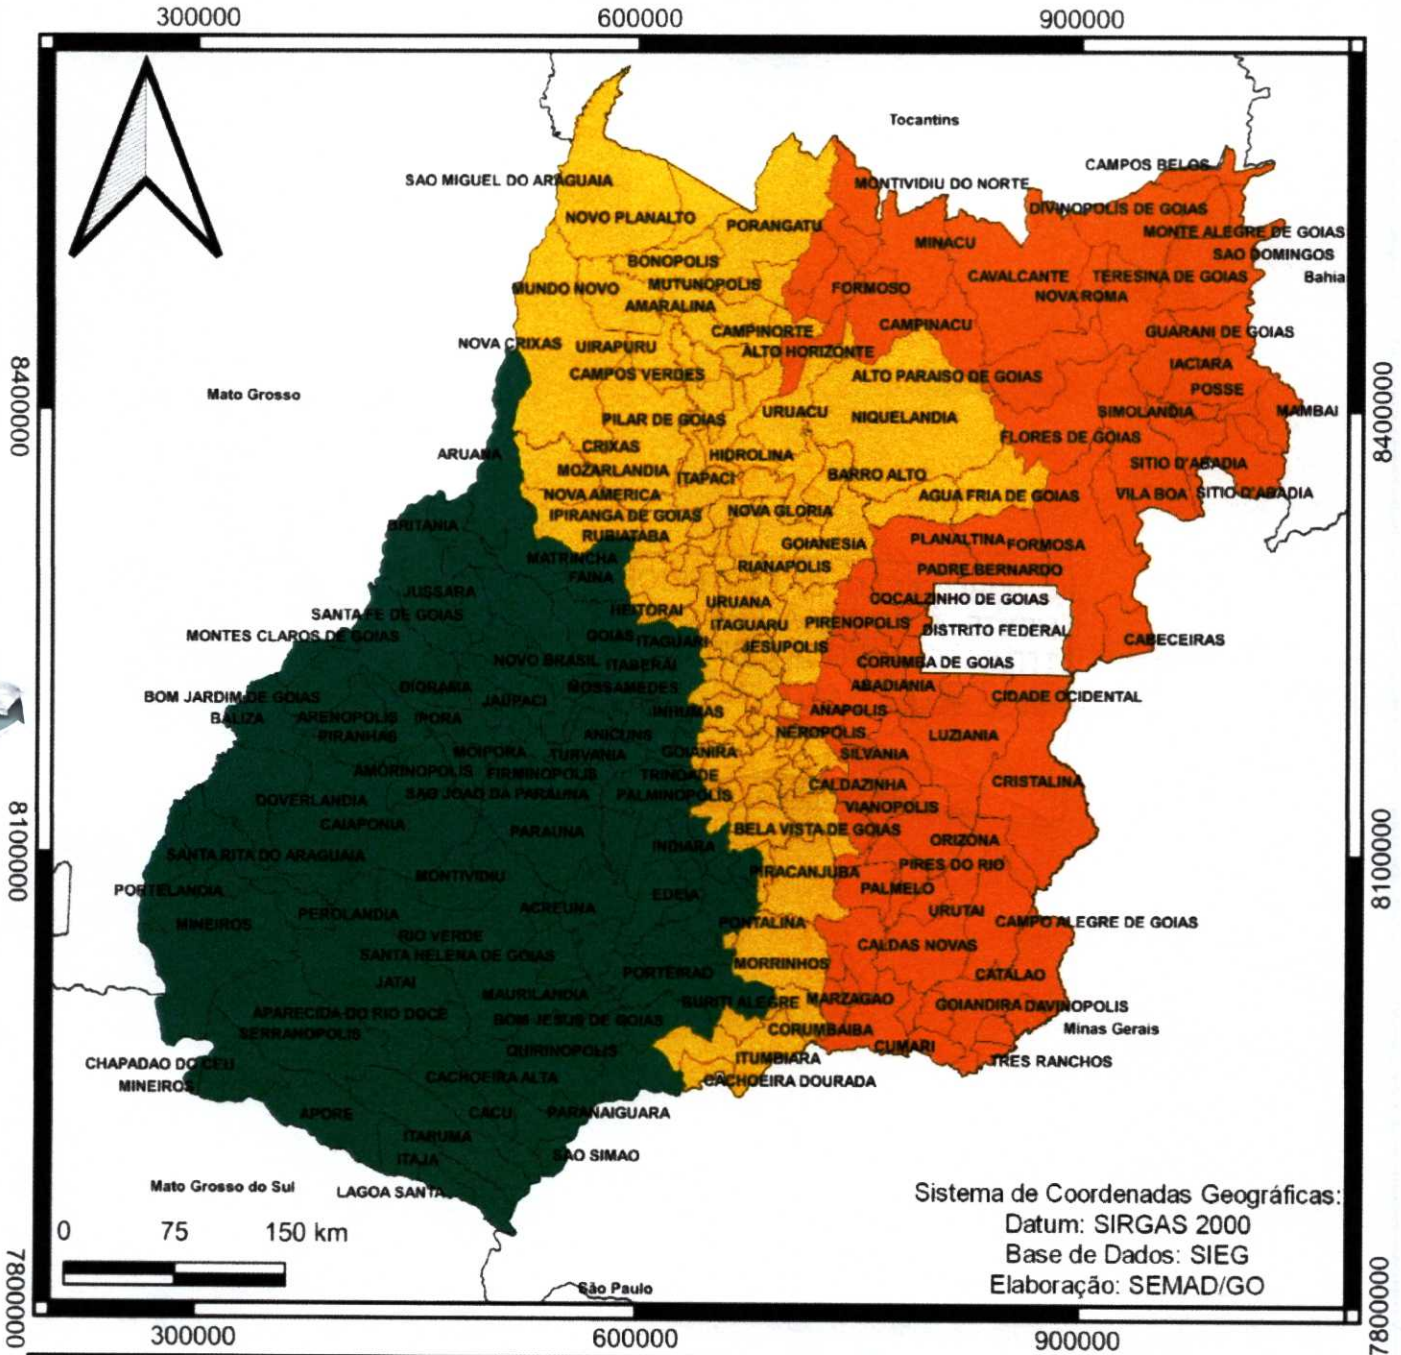 300000
600000
900000
Tocantins
CAMPOS BELOS
SAO MIGUEL DO ARAGUAIA
MONTIVIDIU DO NORTE
NOVO PLANALTO
DIVINOPOLIS DE GOIAS
PORANGATU
MONTE ALEGRE DE GOIAS
MINACU
SAO DOMINGOS
BONOPOLIS
CAVALCANTE
TERESINA DE GOIAS
Bahia
MUNDO NOVO
MUTUNOPOLIS
FORMOSO
NOVA ROMA
AMARALINA
CAMPINORTE
CAMPINACU
GUARANI DE GOIAS
NOVA CRIXAS
UIRAPURU
ALTO HORIZONTE
IACIARA
CAMPOS VERDES
ALTO PARAISO DE GOIAS
POSSE
Mato Grosso
8400000
8400000
PILAR DE GOIAS
URUACU
NIQUELANDIA
SIMOLANDIA
MAMBAI
CRIXAS
FLORES DE GOIAS
ARUANA
HIDROLINA
MOZARLANDIA
ITAPACI
BARRO ALTO
SITIO D'ABADIA
NOVA AMERICA
AGUA FRIA DE GOIAS
VILA BOA
SITIO D'ABADIA
IPIRANGA DE GOIAS
NOVA GLORIA
BRITANIA
RUBIATABA
GOIANESIA
PLANALTINA
FORMOSA
MATRINCHA
RIANAPOLIS
PADRE BERNARDO
FAINA
JUSSARA
URUANA
COCALZINHO DE GOIAS
SANTA FE DE GOIAS
HEITORAI
ITAGUARU
PIRENOPOLIS
DISTRITO FEDERAL
MONTES CLAROS DE GOIAS
GOIAS
ITAGUARI
JESUPOLIS
CABECEIRAS
NOVO BRASIL
ITABERAI
CORUMBA DE GOIAS
DIORAMA
MOSSAMEDES
ABADIANIA
BOM JARDIM DE GOIAS
JAUPACI
CIDADE OCIDENTAL
BALIZA
ARENOPOLIS
IPORA
INHUMAS
ANAPOLIS
PIRANHAS
ANICUNS
NEROPOLIS
LUZIANIA
MOIPORA
TURVANIA
GOIANIRA
SILVANIA
AMORINOPOLIS
FIRMINOPOLIS
TRINDADE
CALDAZINHA
CRISTALINA
DOVERLANDIA
SAO JOAO DA PARAUNA
PALMINOPOLIS
VIANOPOLIS
CAIAPONIA
PARAUNA
BELA VISTA DE GOIAS
ORIZONA
8100000
8100000
SANTA RITA DO ARAGUAIA
INDIARA
PIRES DO RIO
MONTIVIDIU
PIRACANJUBA
PORTELANDIA
EDEIA
PALMELO
MINEIROS
PEROLANDIA
ACREUNA
PONTALINA
URUTAI
CAMPO ALEGRE DE GOIAS
RIO VERDE
CALDAS NOVAS
SANTA HELENA DE GOIAS
MORRINHOS
JATAI
PORTEIRAO
CATALAO
MAURILANDIA
BURITI ALEGRE
MARZAGAO
GOIANDIRA
DAVINOPOLIS
APARECIDA DO RIO DOCE
BOM JESUS DE GOIAS
CORUMBAIBA
Minas Gerais
SERRANOPOLIS
QUIRINOPOLIS
CUMARI
CHAPADAO DO CEU
ITUMBIARA
TRES RANCHOS
MINEIROS
CACHOEIRA ALTA
CACHOEIRA DOURADA
APORE
CACU
PARANAIGUARA
ITARUMA
ITAJA
SAO SIMAO
Mato Grosso do Sul
LAGOA SANTA
Sistema de Coordenadas Geográficas:
Datum: SIRGAS 2000
Base de Dados: SIEG
Elaboração: SEMAD/GO
0 75 150 km
São Paulo
7800000
7800000
300000
600000
900000